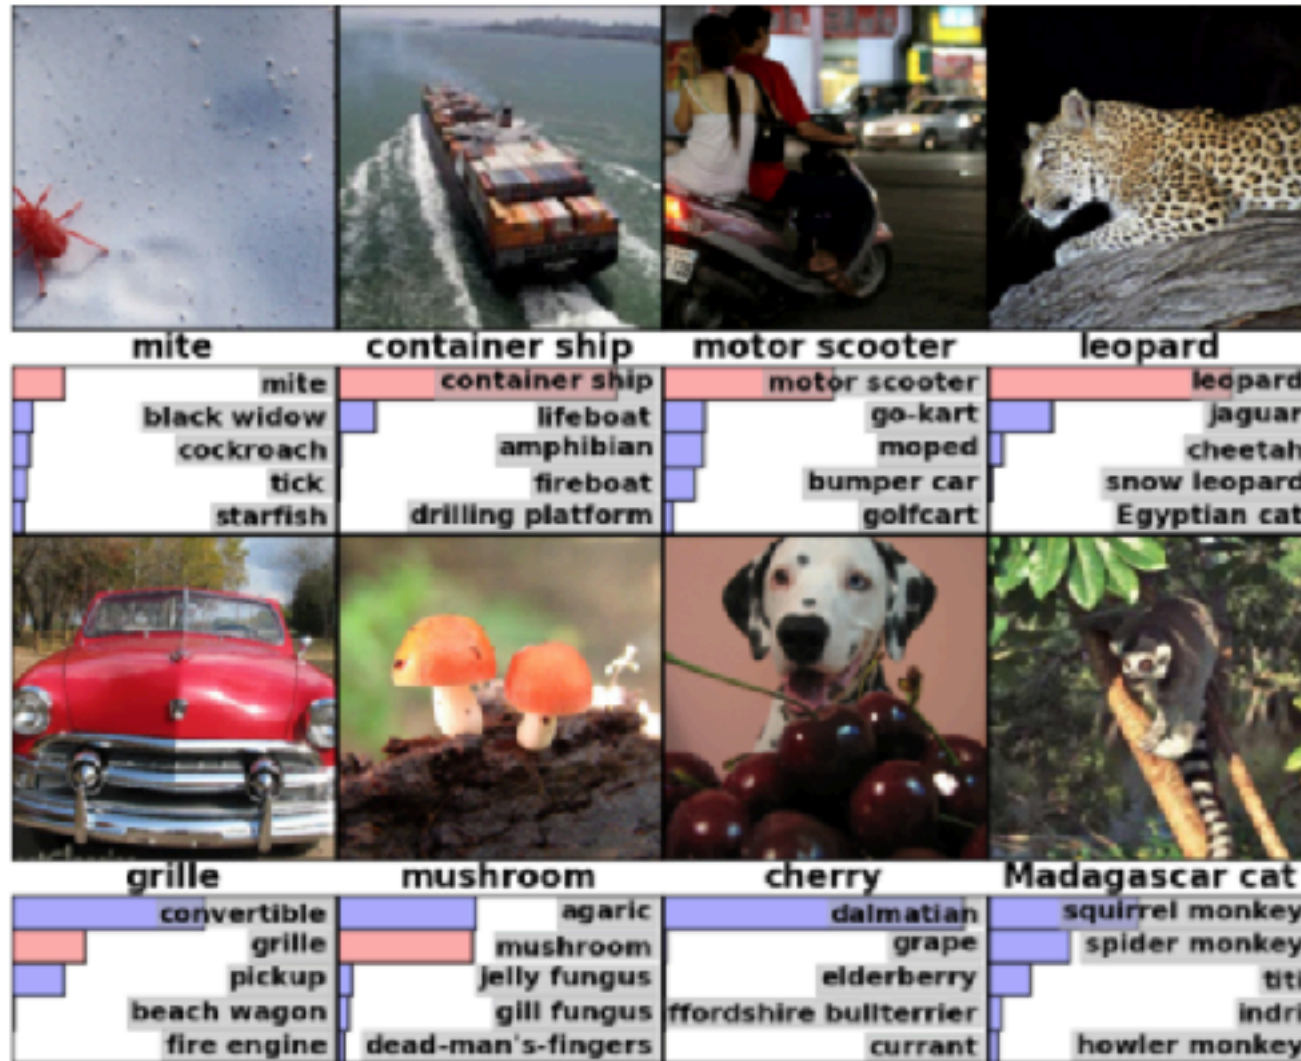 mite
container ship
motor scooter
leopard
mite
black widow
cockroach
tick
starfish
container ship
lifeboat
amphibian
fireboat
drilling platform
motor scooter
go-kart
moped
bumper car
golfcart
leopard
jaguar
cheetah
snow leopard
Egyptian cat
grille
mushroom
cherry
Madagascar cat
convertible
grille
pickup
beach wagon
fire engine
agaric
mushroom
jelly fungus
gill fungus
dead-man's-fingers
dalmatian
grape
elderberry
ffordshire bullterrier
currant
squirrel monkey
spider monkey
titi
indri
howler monkey